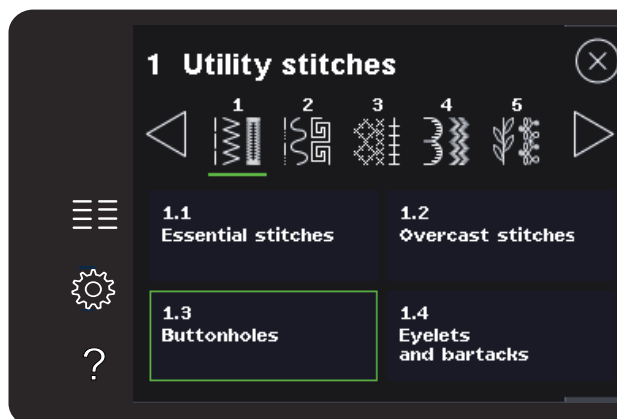 1 Utility stitches
1 2 3 4 5
1.1
Essential stitches
1.2
Overcast stitches
1.3
Buttonholes
1.4
Eyelets
and bartacks
?